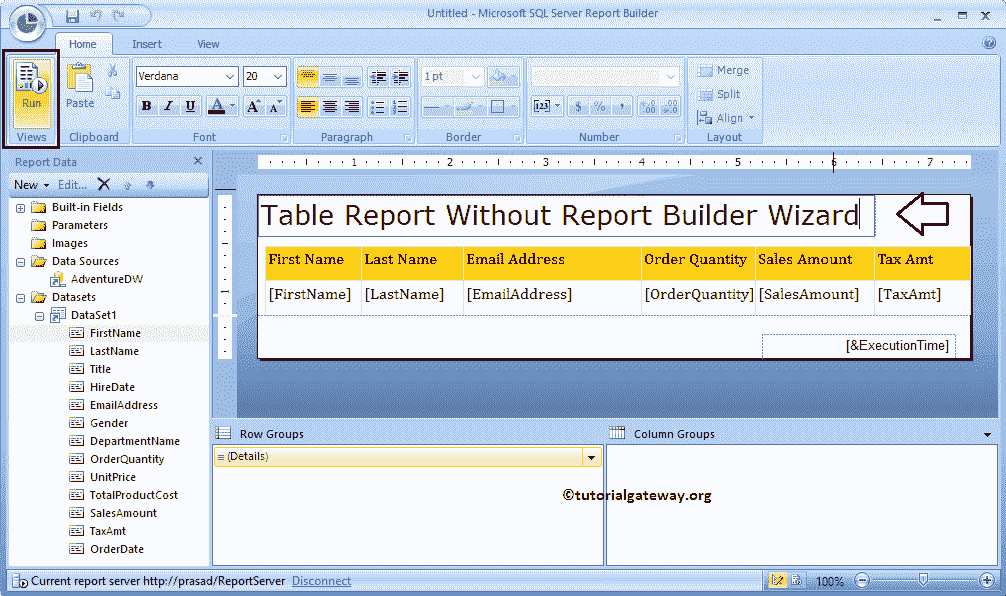 Untitled - Microsoft SQL Server Report Builder
Home Insert View
Run
Paste
Verdana 20
B I U A A A
1 pt
123 $ % ,
Merge
Split
Align
Views Clipboard Font Paragraph Border Number Layout
Report Data
New Edit...
Built-in Fields
Parameters
Images
Data Sources
AdventureDW
Datasets
DataSet1
FirstName
LastName
Title
HireDate
EmailAddress
Gender
DepartmentName
OrderQuantity
UnitPrice
TotalProductCost
SalesAmount
TaxAmt
OrderDate
1 2 3 4 5 6 7
Table Report Without Report Builder Wizard
First Name Last Name Email Address Order Quantity Sales Amount Tax Amt
[FirstName] [LastName] [EmailAddress] [OrderQuantity] [SalesAmount] [TaxAmt]
[&ExecutionTime]
Row Groups Column Groups
(Details)
©tutorialgateway.org
Current report server http://prasad/ReportServer Disconnect 100%